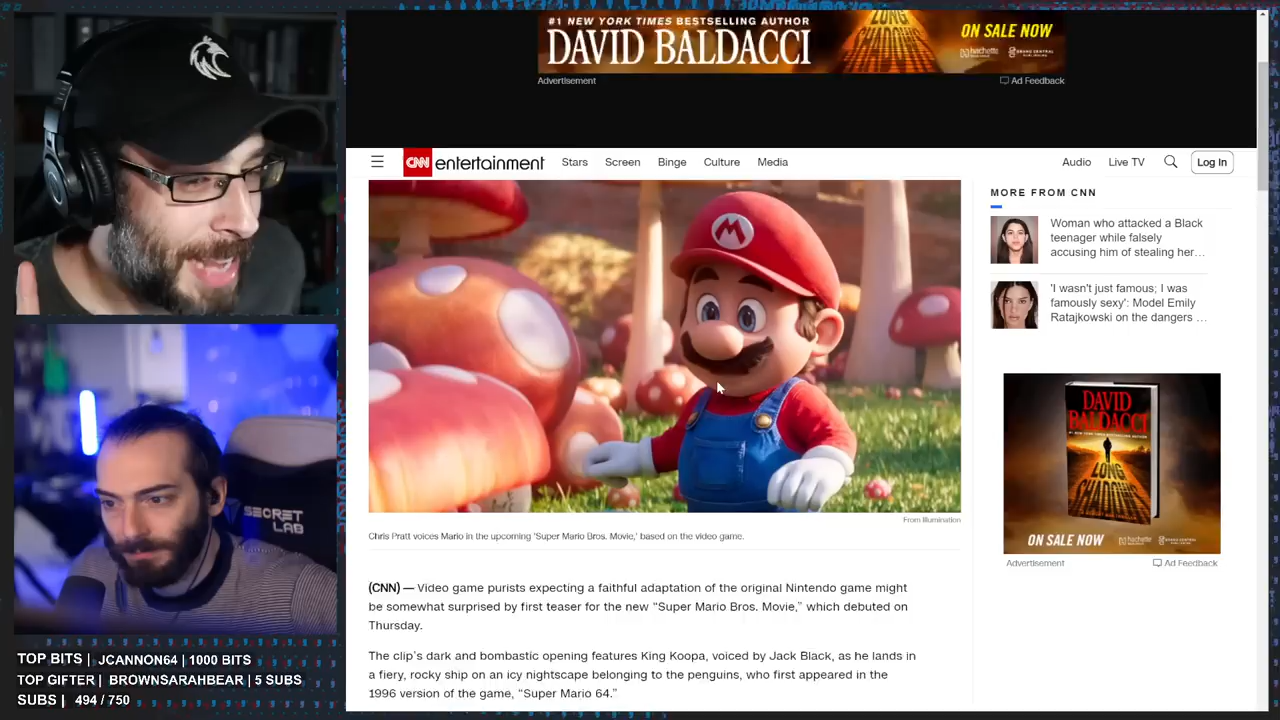 #1 NEW YORK TIMES BESTSELLING AUTHOR
DAVID BALDACCI
LONG
ON SALE NOW
hachette
Advertisement
Ad Feedback
CNN entertainment
Stars
Screen
Binge
Culture
Media
Audio
Live TV
Log In
M
From Illumination
Chris Pratt voices Mario in the upcoming 'Super Mario Bros. Movie,' based on the video game.
(CNN) — Video game purists expecting a faithful adaptation of the original Nintendo game might
be somewhat surprised by first teaser for the new “Super Mario Bros. Movie,” which debuted on
Thursday.
The clip’s dark and bombastic opening features King Koopa, voiced by Jack Black, as he lands in
a fiery, rocky ship on an icy nightscape belonging to the penguins, who first appeared in the
1996 version of the game, “Super Mario 64.”
MORE FROM CNN
Woman who attacked a Black
teenager while falsely
accusing him of stealing her…
'I wasn't just famous; I was
famously sexy': Model Emily
Ratajkowski on the dangers …
DAVID
BALDACCI
LONG
ON SALE NOW
hachette
Advertisement
Ad Feedback
SECRET
LAB
TOP BITS | JCANNON64 | 1000 BITS
TOP GIFTER | BROWNSARAHBEAR | 5 SUBS
SUBS | 494 / 750